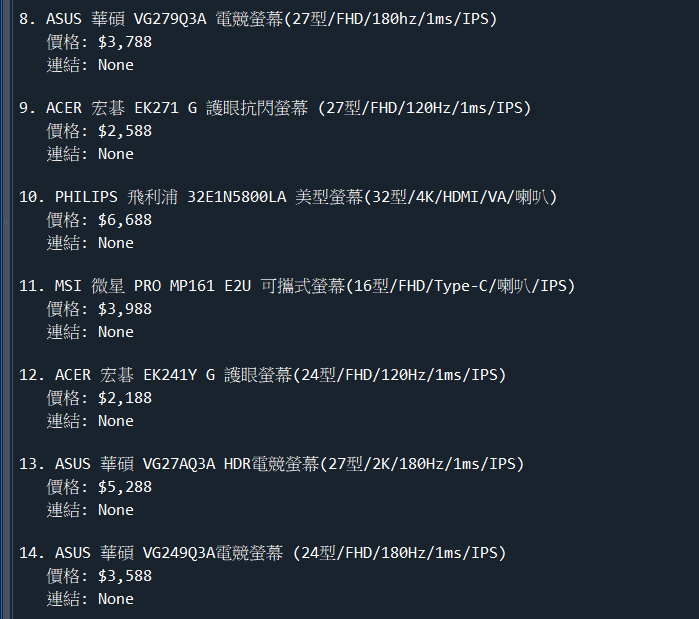 8. ASUS 華碩 VG279Q3A 電競螢幕(27型/FHD/180hz/1ms/IPS)
價格: $3,788
連結: None
9. ACER 宏碁 EK271 G 護眼抗閃螢幕 (27型/FHD/120Hz/1ms/IPS)
價格: $2,588
連結: None
10. PHILIPS 飛利浦 32E1N5800LA 美型螢幕(32型/4K/HDMI/VA/喇叭)
價格: $6,688
連結: None
11. MSI 微星 PRO MP161 E2U 可攜式螢幕(16型/FHD/Type-C/喇叭/IPS)
價格: $3,988
連結: None
12. ACER 宏碁 EK241Y G 護眼螢幕(24型/FHD/120Hz/1ms/IPS)
價格: $2,188
連結: None
13. ASUS 華碩 VG27AQ3A HDR電競螢幕(27型/2K/180Hz/1ms/IPS)
價格: $5,288
連結: None
14. ASUS 華碩 VG249Q3A電競螢幕 (24型/FHD/180Hz/1ms/IPS)
價格: $3,588
連結: None